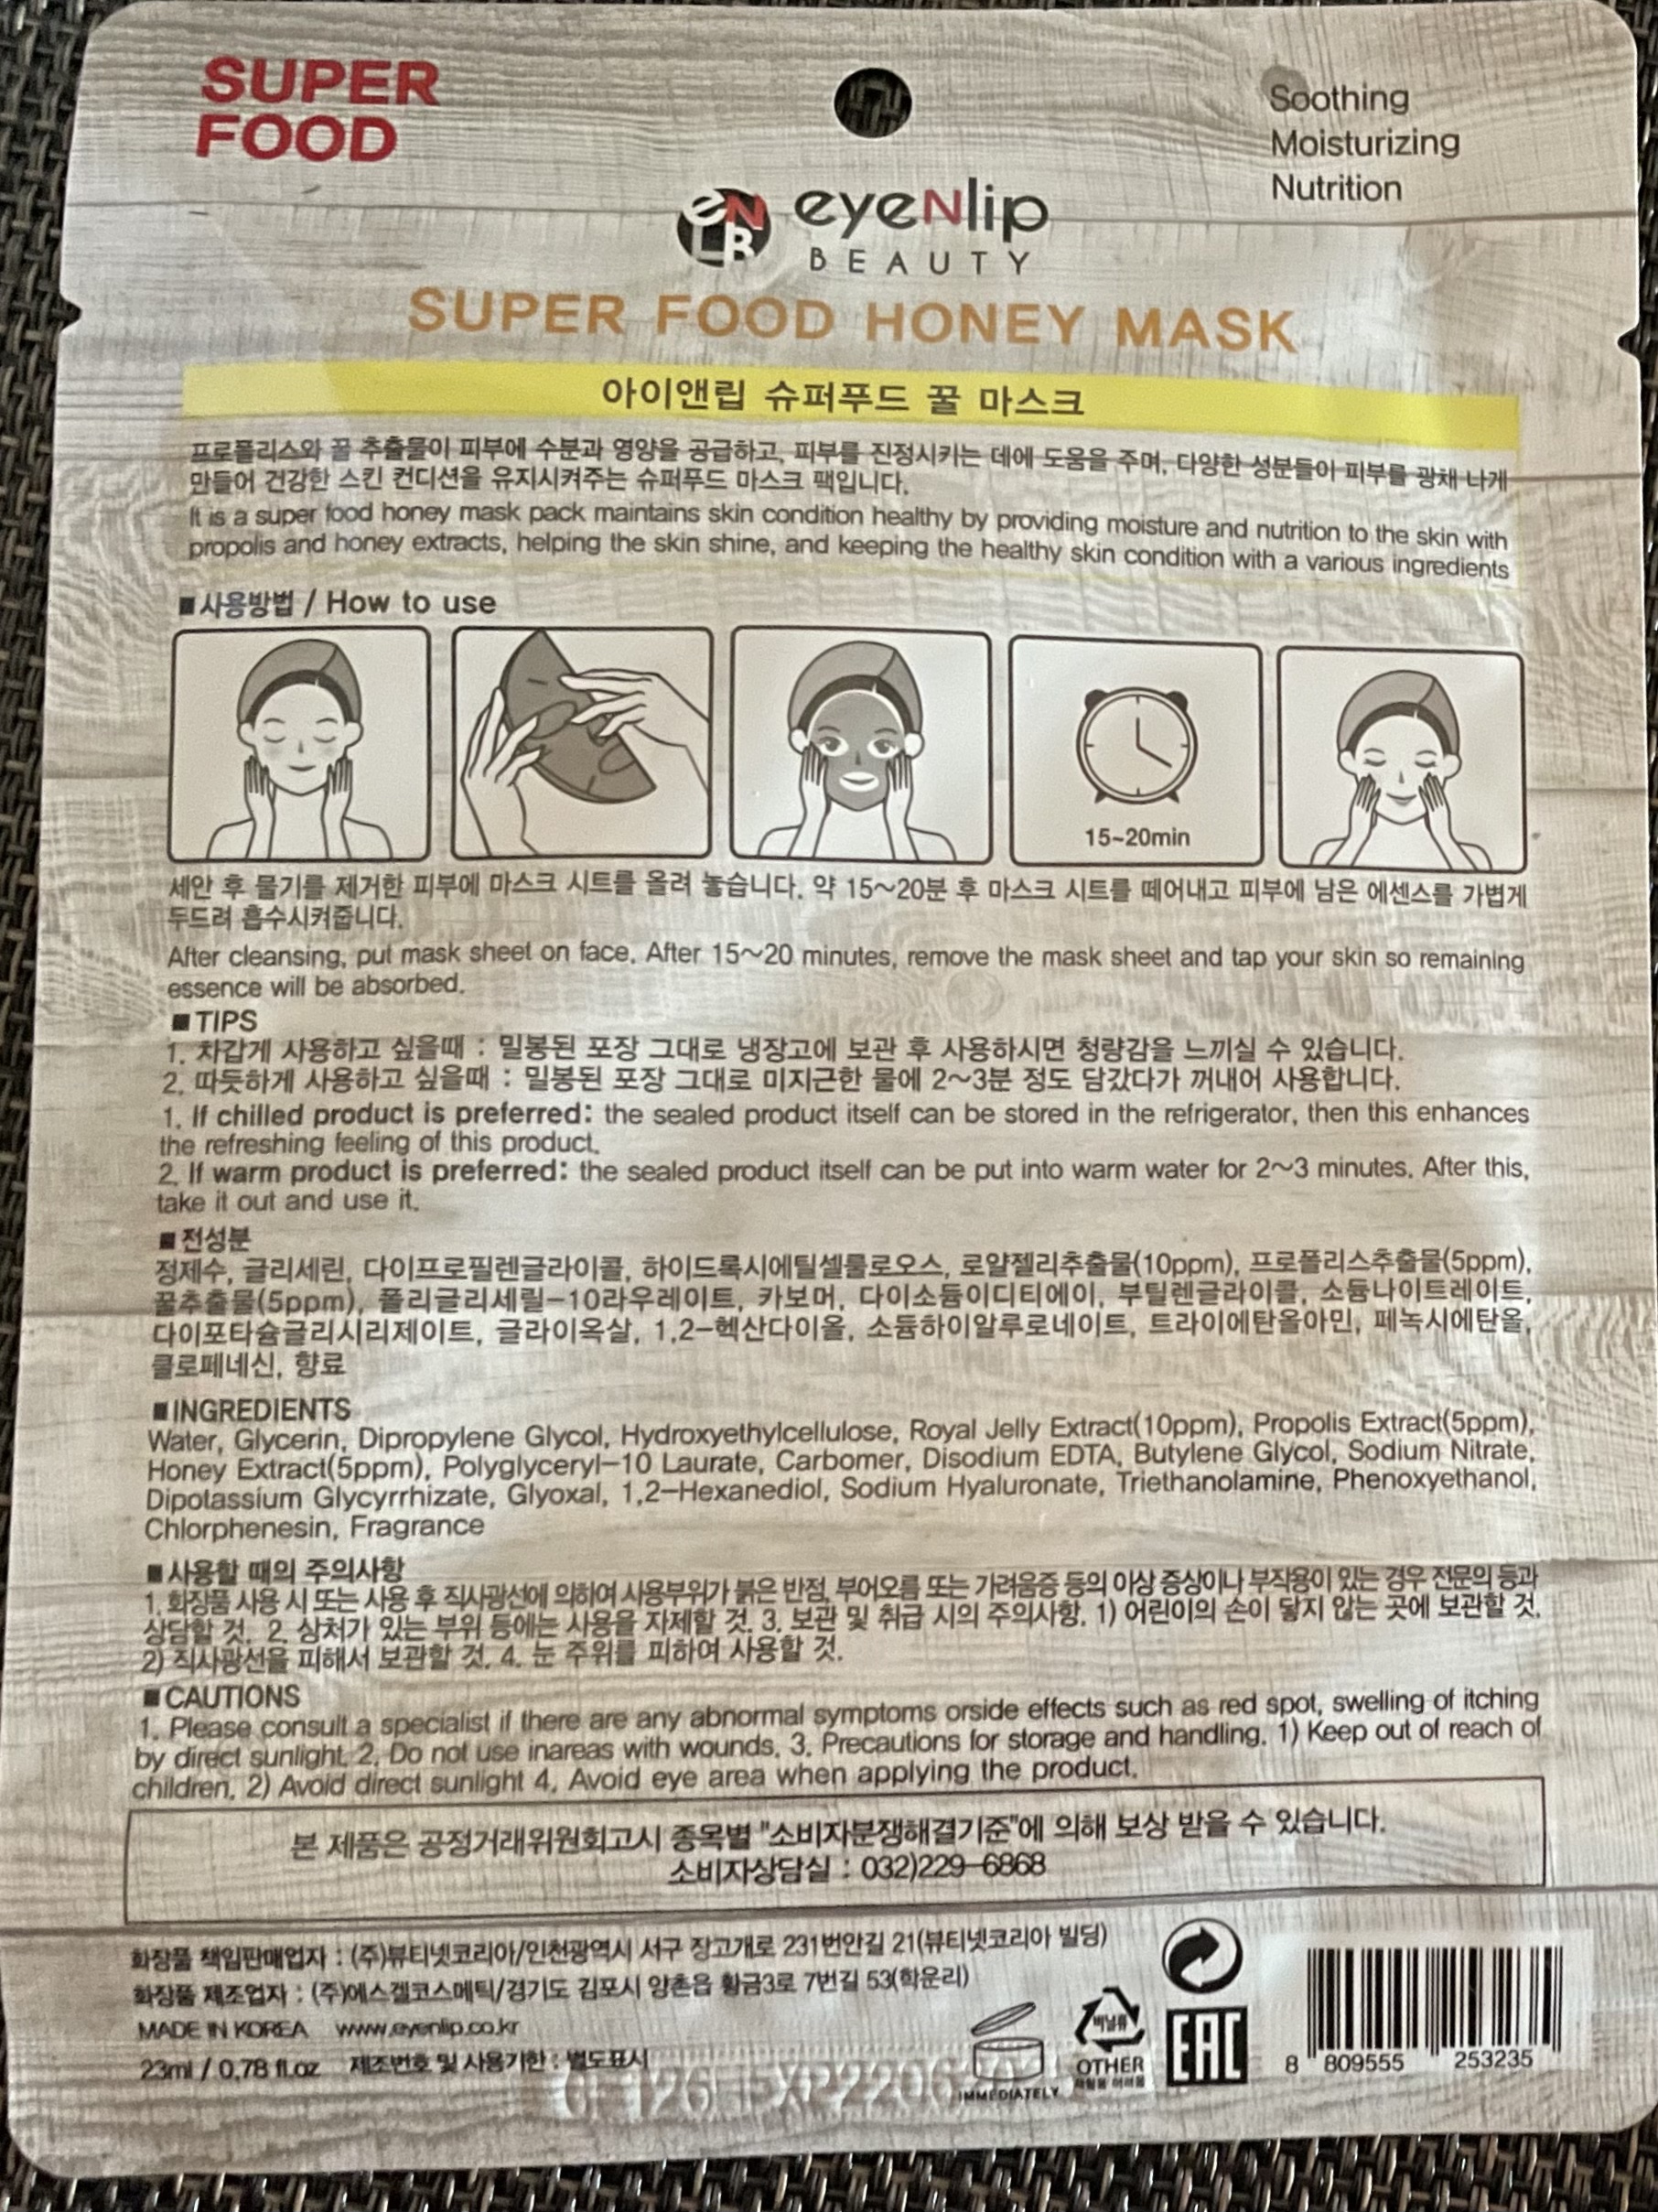 SUPER
FOOD
Soothing
Moisturizing
Nutrition
eNLB
eyeNlip
BEAUTY
SUPER FOOD HONEY MASK
아이앤립 슈퍼푸드 꿀 마스크
프로폴리스와 꿀 추출물이 피부에 수분과 영양을 공급하고, 피부를 진정시키는 데에 도움을 주며, 다양한 성분들이 피부를 광채 나게
만들어 건강한 스킨 컨디션을 유지시켜주는 슈퍼푸드 마스크 팩입니다.
It is a super food honey mask pack maintains skin condition healthy by providing moisture and nutrition to the skin with
propolis and honey extracts, helping the skin shine, and keeping the healthy skin condition with a various ingredients
■사용방법 / How to use
15~20min
세안 후 물기를 제거한 피부에 마스크 시트를 올려 놓습니다. 약 15~20분 후 마스크 시트를 떼어내고 피부에 남은 에센스를 가볍게
두드려 흡수시켜줍니다.
After cleansing, put mask sheet on face. After 15~20 minutes, remove the mask sheet and tap your skin so remaining
essence will be absorbed.
■TIPS
1. 차갑게 사용하고 싶을때 : 밀봉된 포장 그대로 냉장고에 보관 후 사용하시면 청량감을 느끼실 수 있습니다.
2. 따듯하게 사용하고 싶을때 : 밀봉된 포장 그대로 미지근한 물에 2~3분 정도 담갔다가 꺼내어 사용합니다.
1. If chilled product is preferred: the sealed product itself can be stored in the refrigerator, then this enhances
the refreshing feeling of this product.
2. If warm product is preferred: the sealed product itself can be put into warm water for 2~3 minutes. After this,
take it out and use it.
■전성분
정제수, 글리세린, 다이프로필렌글라이콜, 하이드록시에틸셀룰로오스, 로얄젤리추출물(10ppm), 프로폴리스추출물(5ppm),
꿀추출물(5ppm), 폴리글리세릴-10라우레이트, 카보머, 다이소듐이디티에이, 부틸렌글라이콜, 소듐나이트레이트,
다이포타슘글리시리제이트, 글라이옥살, 1,2-헥산다이올, 소듐하이알루로네이트, 트라이에탄올아민, 페녹시에탄올,
클로페네신, 향료
■INGREDIENTS
Water, Glycerin, Dipropylene Glycol, Hydroxyethylcellulose, Royal Jelly Extract(10ppm), Propolis Extract(5ppm),
Honey Extract(5ppm), Polyglyceryl-10 Laurate, Carbomer, Disodium EDTA, Butylene Glycol, Sodium Nitrate,
Dipotassium Glycyrrhizate, Glyoxal, 1,2-Hexanediol, Sodium Hyaluronate, Triethanolamine, Phenoxyethanol,
Chlorphenesin, Fragrance
■사용할 때의 주의사항
1. 화장품 사용 시 또는 사용 후 직사광선에 의하여 사용부위가 붉은 반점, 부어오름 또는 가려움증 등의 이상 증상이나 부작용이 있는 경우 전문의 등과
상담할 것. 2. 상처가 있는 부위 등에는 사용을 자제할 것. 3. 보관 및 취급 시의 주의사항. 1) 어린이의 손이 닿지 않는 곳에 보관할 것.
2) 직사광선을 피해서 보관할 것. 4. 눈 주위를 피하여 사용할 것.
■CAUTIONS
1. Please consult a specialist if there are any abnormal symptoms orside effects such as red spot, swelling of itching
by direct sunlight. 2. Do not use inareas with wounds. 3. Precautions for storage and handling. 1) Keep out of reach of
children. 2) Avoid direct sunlight 4. Avoid eye area when applying the product.
본 제품은 공정거래위원회고시 종목별 "소비자분쟁해결기준"에 의해 보상 받을 수 있습니다.
소비자상담실 : 032)229-6868
화장품 책임판매업자 : (주)뷰티넷코리아/인천광역시 서구 장고개로 231번안길 21(뷰티넷코리아 빌딩)
화장품 제조업자 : (주)에스겔코스메틱/경기도 김포시 양촌읍 황금3로 7번길 53(학운리)
MADE IN KOREA www.eyenlip.co.kr
23ml / 0.78 fl.oz 제조번호 및 사용기한 : 별도표시
IMMEDIATELY
비닐류
OTHER
EAC
8 809555 253235